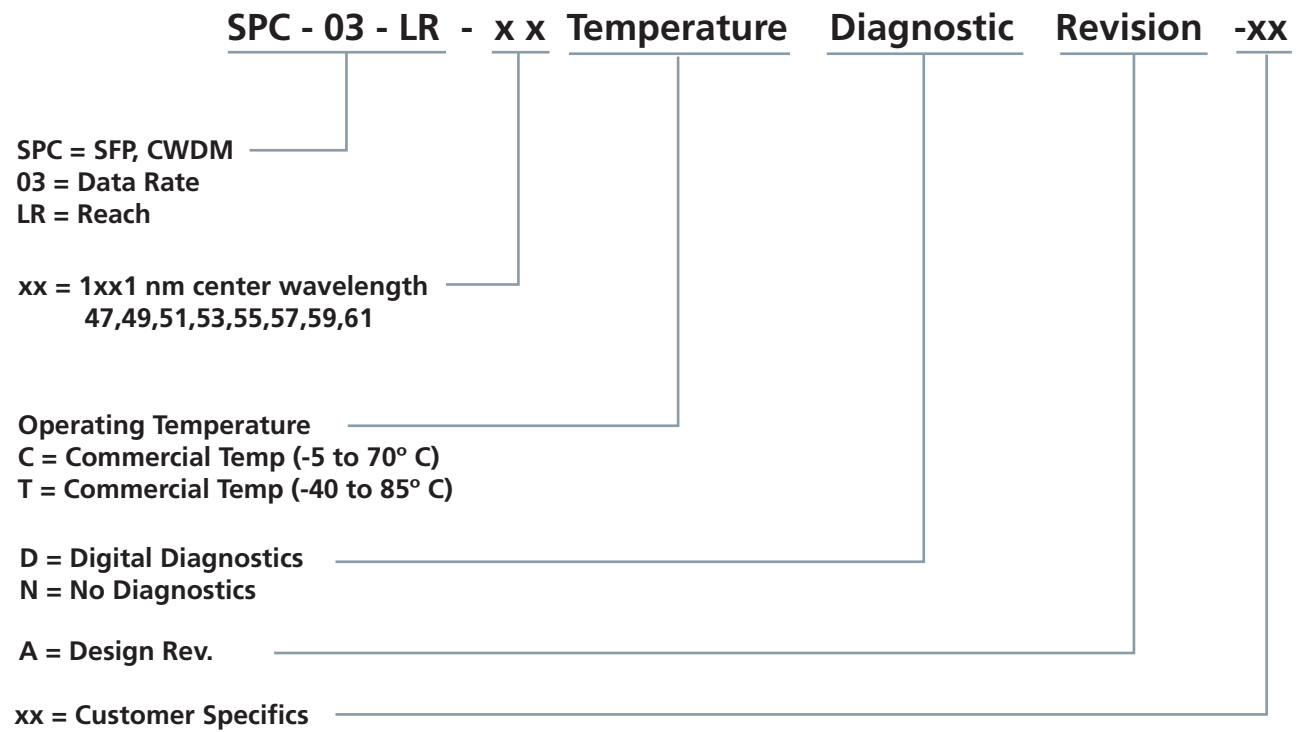 SPC - 03 - LR - x x Temperature Diagnostic Revision -xx
SPC = SFP, CWDM
03 = Data Rate
LR = Reach
xx = 1xx1 nm center wavelength
47,49,51,53,55,57,59,61
Operating Temperature
C = Commercial Temp (-5 to 70º C)
T = Commercial Temp (-40 to 85º C)
D = Digital Diagnostics
N = No Diagnostics
A = Design Rev.
xx = Customer Specifics